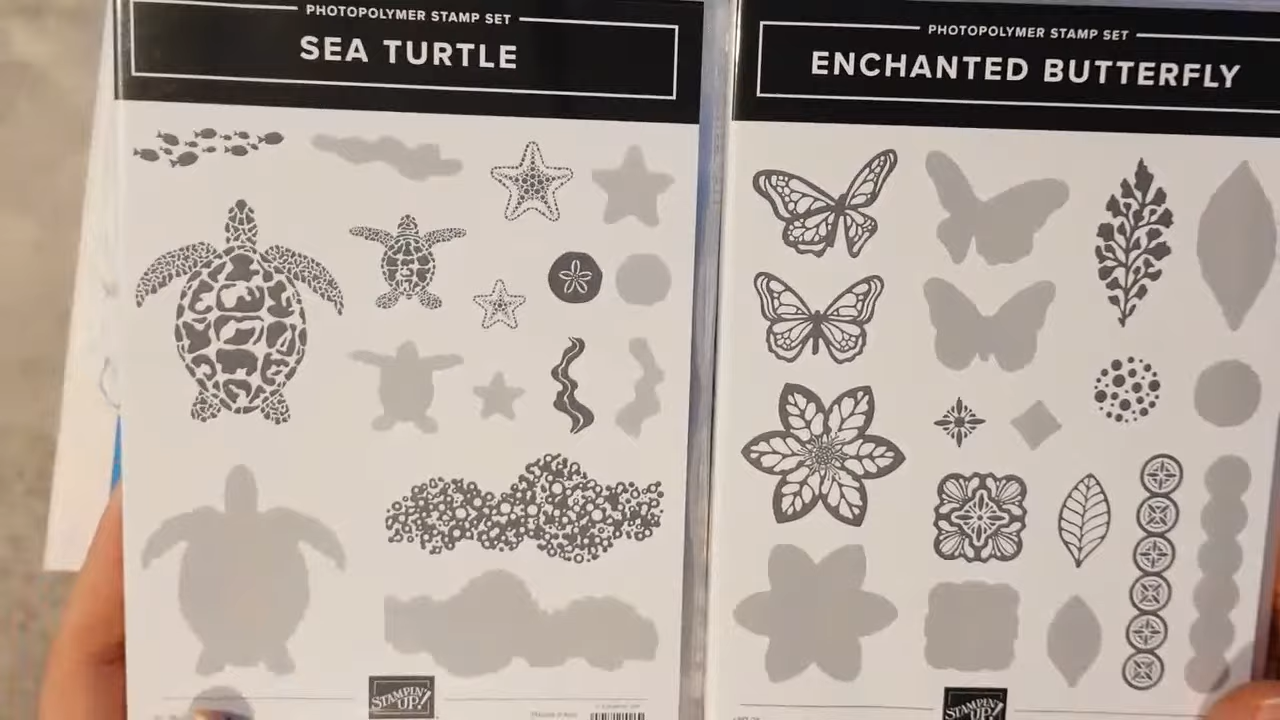 PHOTOPOLYMER STAMP SET
SEA TURTLE
STAMPIN' UP!
PHOTOPOLYMER STAMP SET
ENCHANTED BUTTERFLY
STAMPIN' UP!